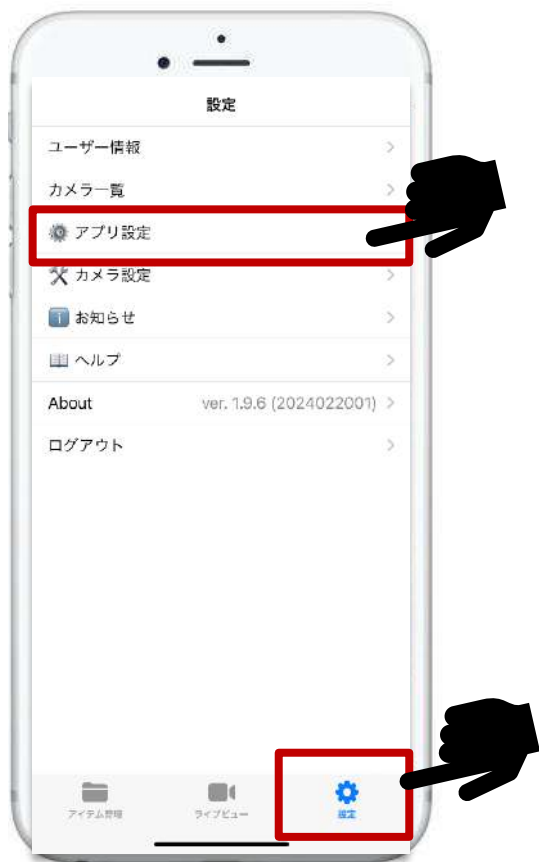 設定
ユーザー情報
カメラ一覧
アプリ設定
カメラ設定
お知らせ
ヘルプ
About ver. 1.9.6 (2024022001)
ログアウト
アイテム管理 ライブビュー 設定